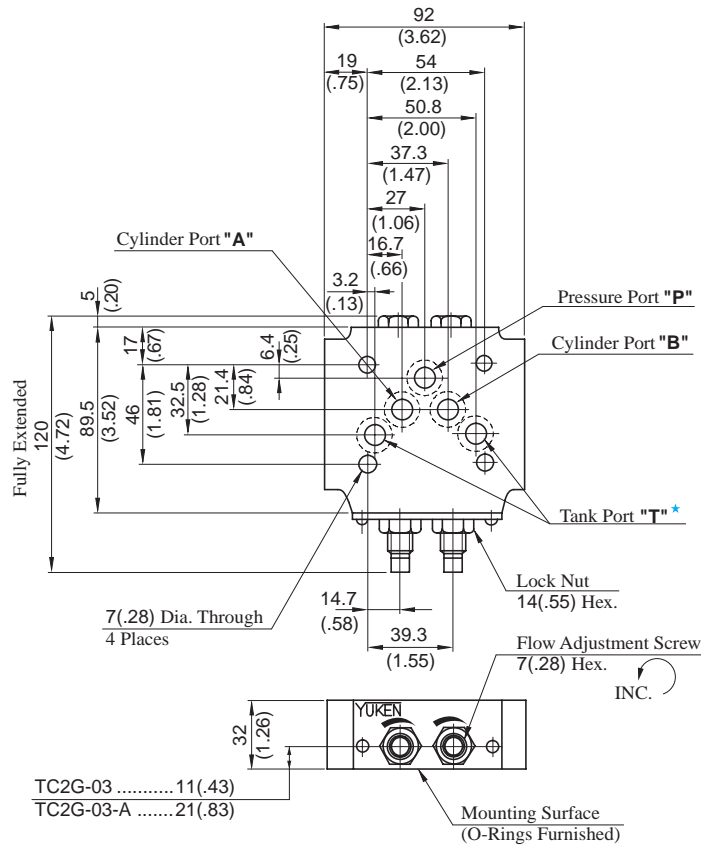 92
(3.62)
19
(.75)
54
(2.13)
50.8
(2.00)
37.3
(1.47)
27
(1.06)
Cylinder Port "A"
16.7
(.66)
3.2
(.13)
5
(.20)
Pressure Port "P"
17
(.67)
6.4
(.25)
Cylinder Port "B"
Fully Extended
120
(4.72)
89.5
(3.52)
46
(1.81)
32.5
(1.28)
21.4
(.84)
Tank Port "T" ★
Lock Nut
14(.55) Hex.
7(.28) Dia. Through
4 Places
14.7
(.58)
39.3
(1.55)
Flow Adjustment Screw
7(.28) Hex.
INC.
YUKEN
32
(1.26)
TC2G-03 ...........11(.43)
TC2G-03-A .......21(.83)
Mounting Surface
(O-Rings Furnished)